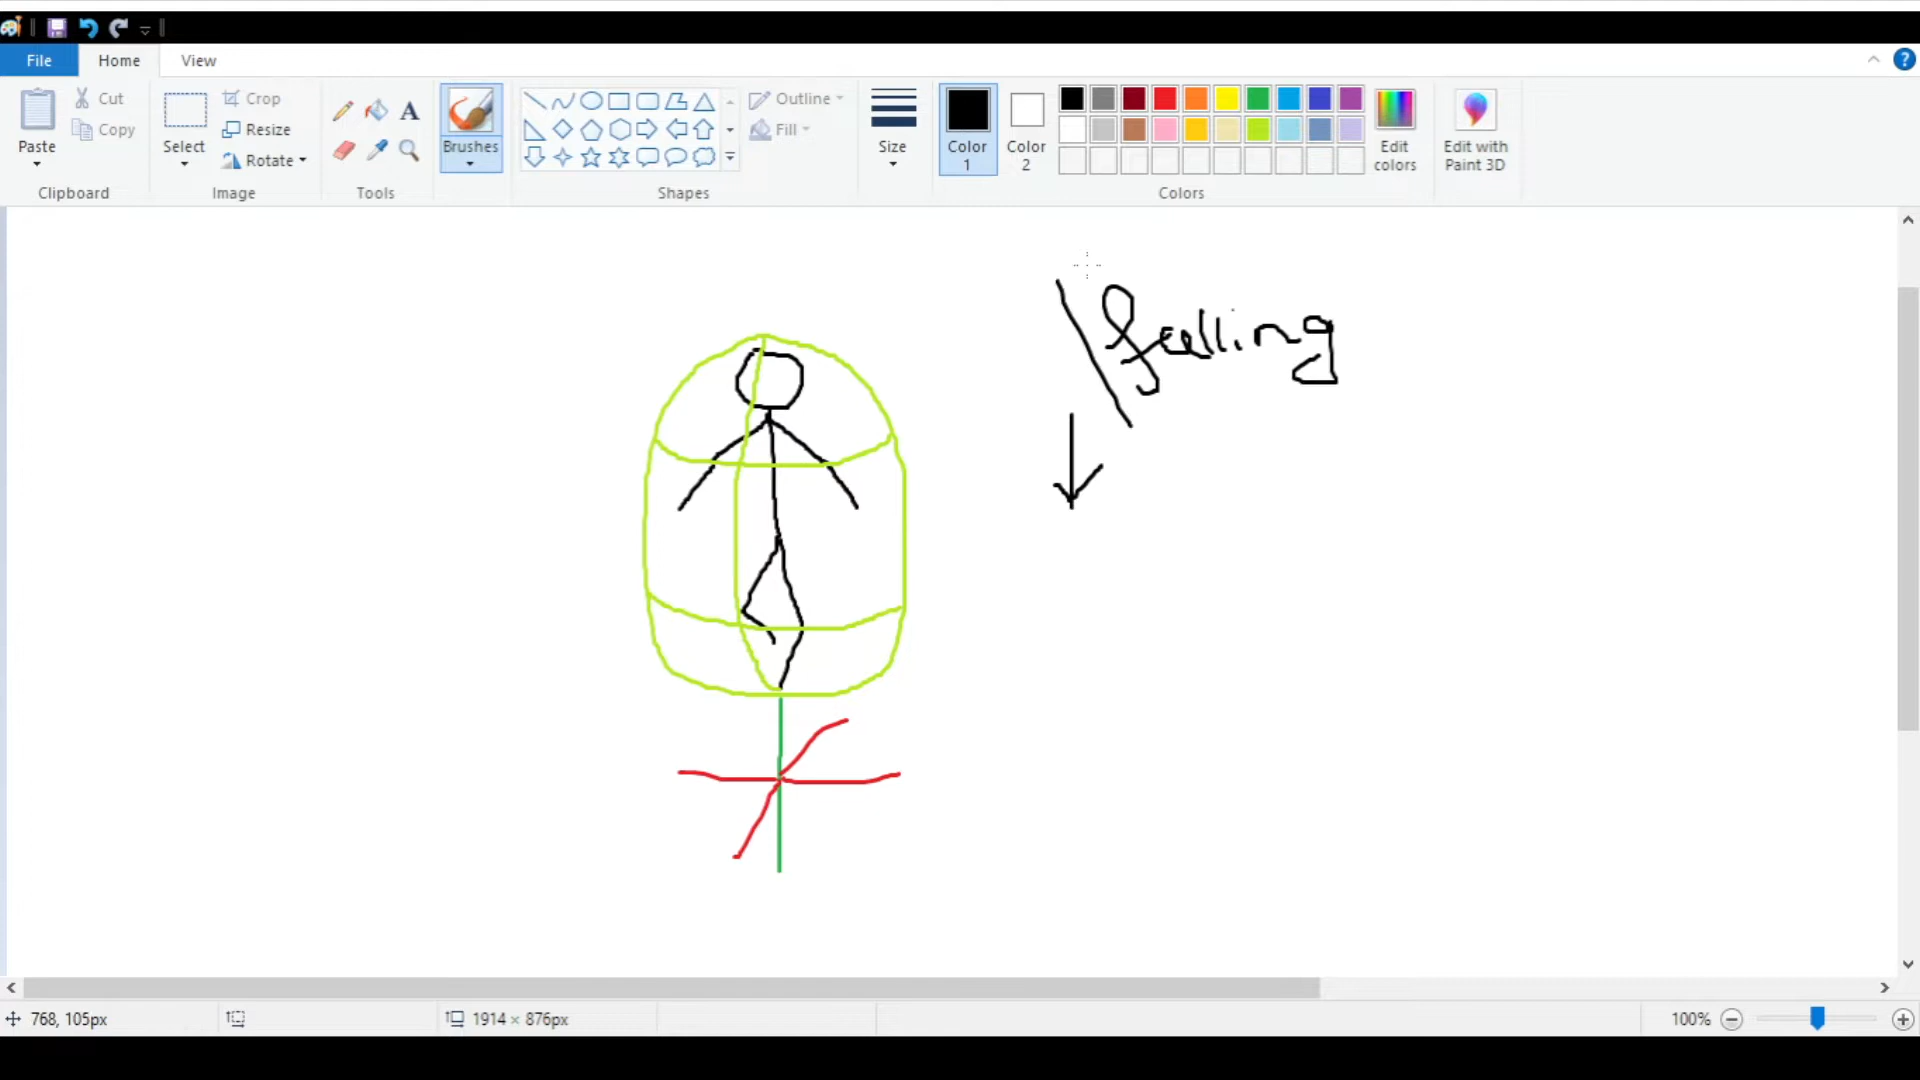 File Home View
Paste Cut Copy Clipboard
Select Crop Resize Rotate Image
Tools
Brushes
Outline Fill Shapes
Size
Color 1 Color 2 Colors
Edit colors
Edit with Paint 3D
falling
768, 105px 1914 × 876px 100%